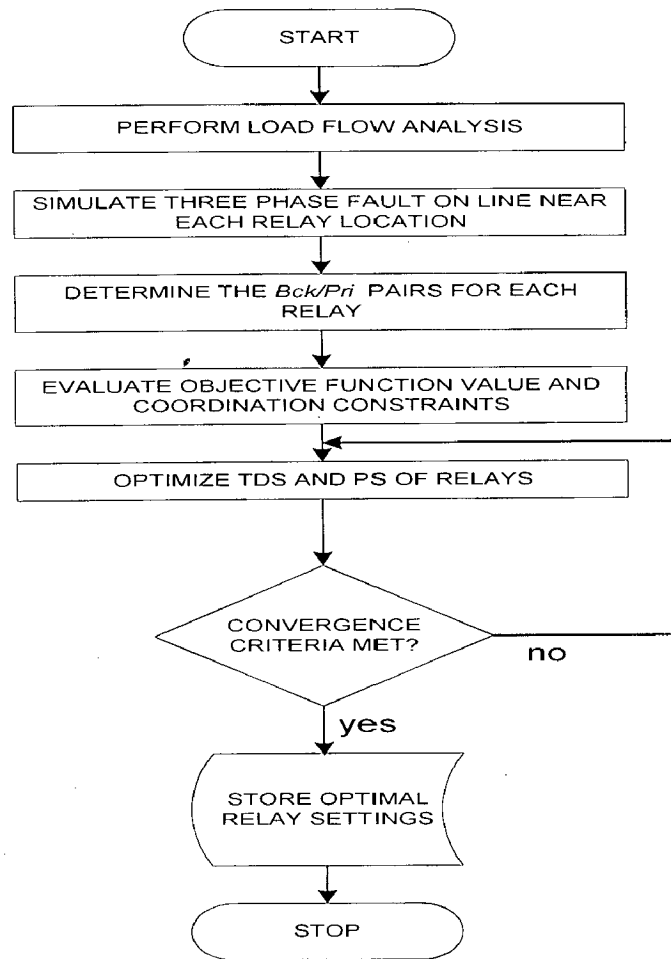 START
PERFORM LOAD FLOW ANALYSIS
SIMULATE THREE PHASE FAULT ON LINE NEAR
EACH RELAY LOCATION
DETERMINE THE Bck/Pri PAIRS FOR EACH
RELAY
EVALUATE OBJECTIVE FUNCTION VALUE AND
COORDINATION CONSTRAINTS
OPTIMIZE TDS AND PS OF RELAYS
CONVERGENCE
CRITERIA MET?
no
yes
STORE OPTIMAL
RELAY SETTINGS
STOP